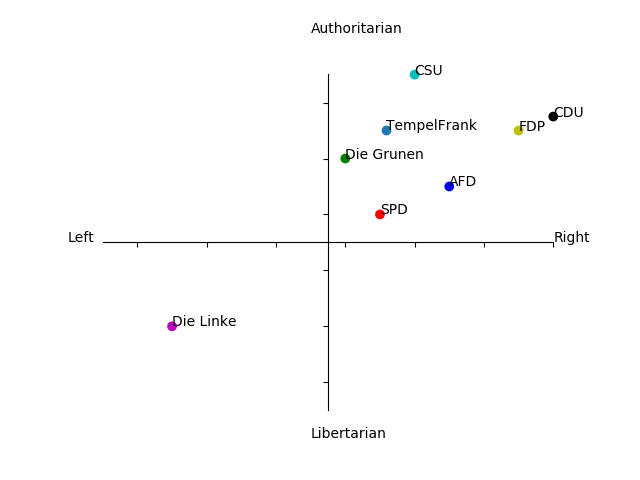 Authoritarian
CSU
CDU
TempelFrank
FDP
Die Grunen
AFD
SPD
Left
Right
Die Linke
Libertarian